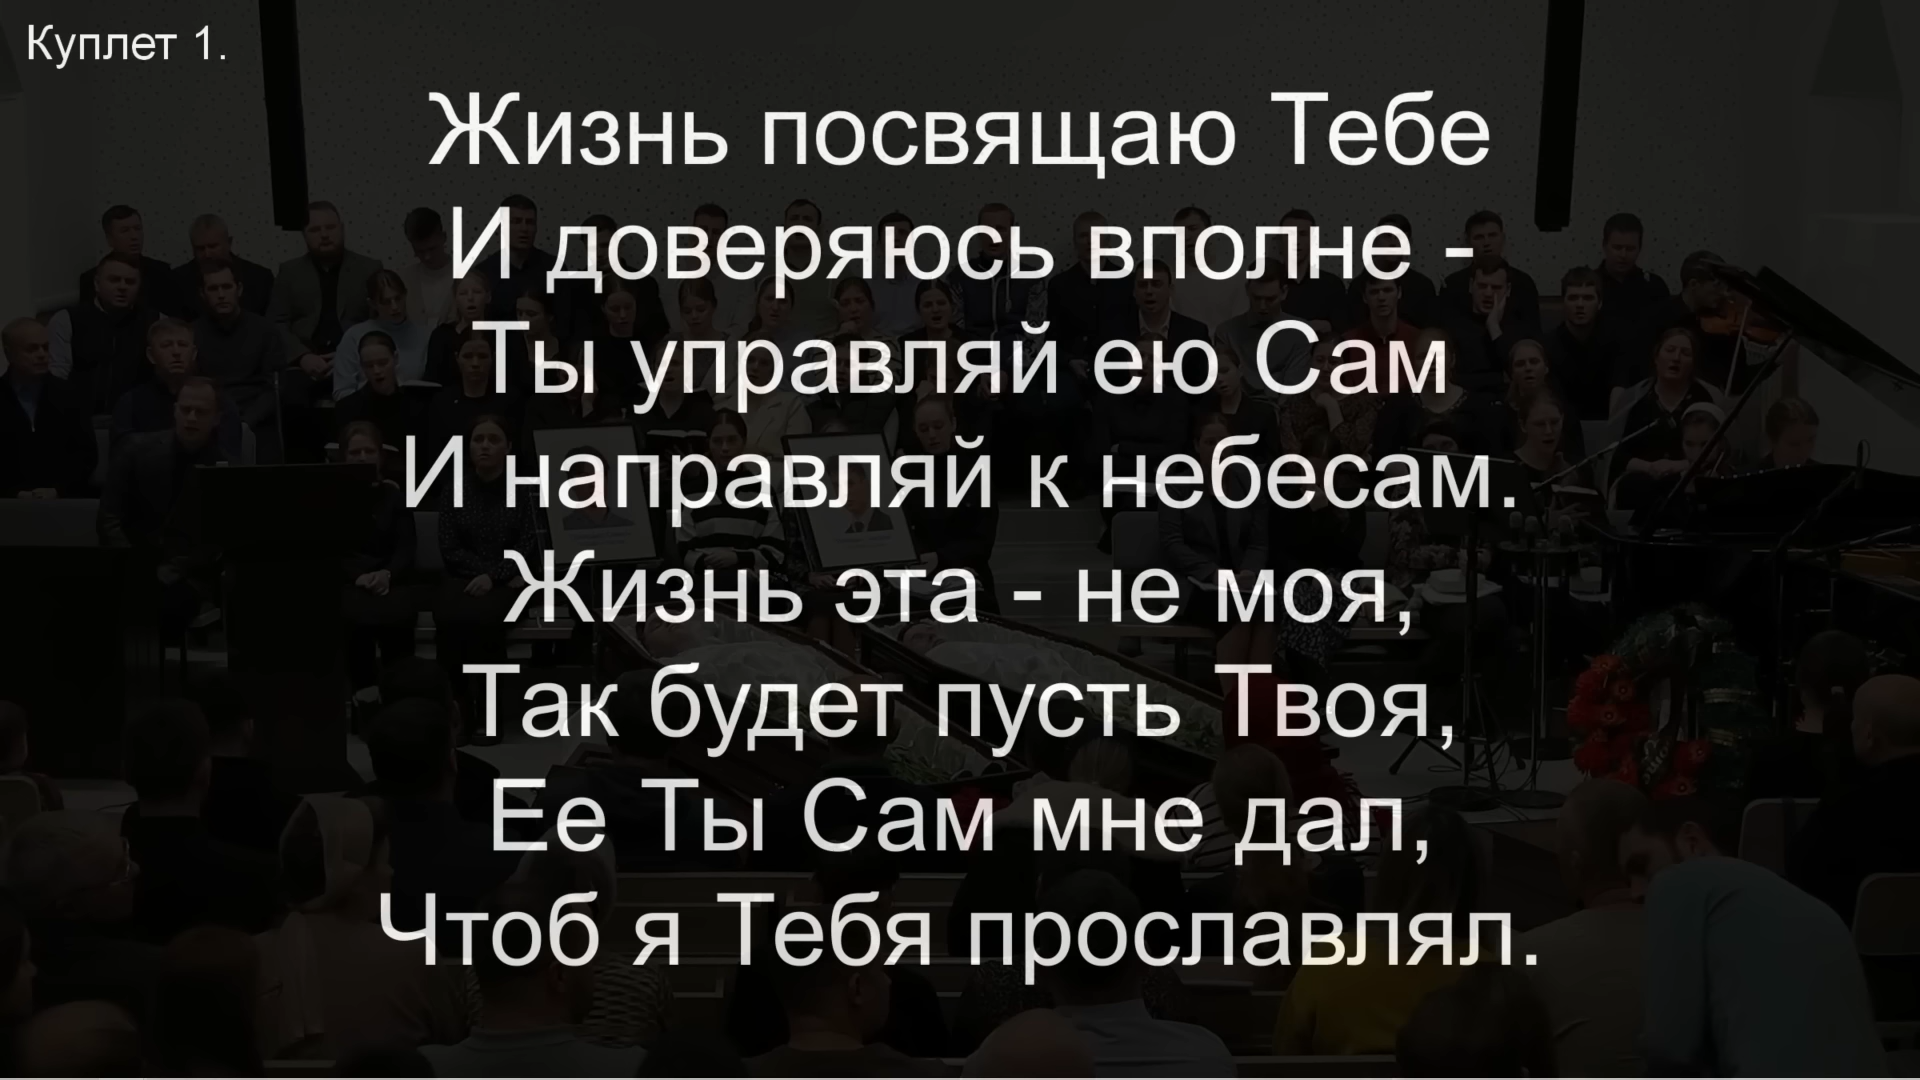 Куплет 1.
Жизнь посвящаю Тебе
И доверяюсь вполне -
Ты управляй ею Сам
И направляй к небесам.
Жизнь эта - не моя,
Так будет пусть Твоя,
Ее Ты Сам мне дал,
Чтоб я Тебя прославлял.